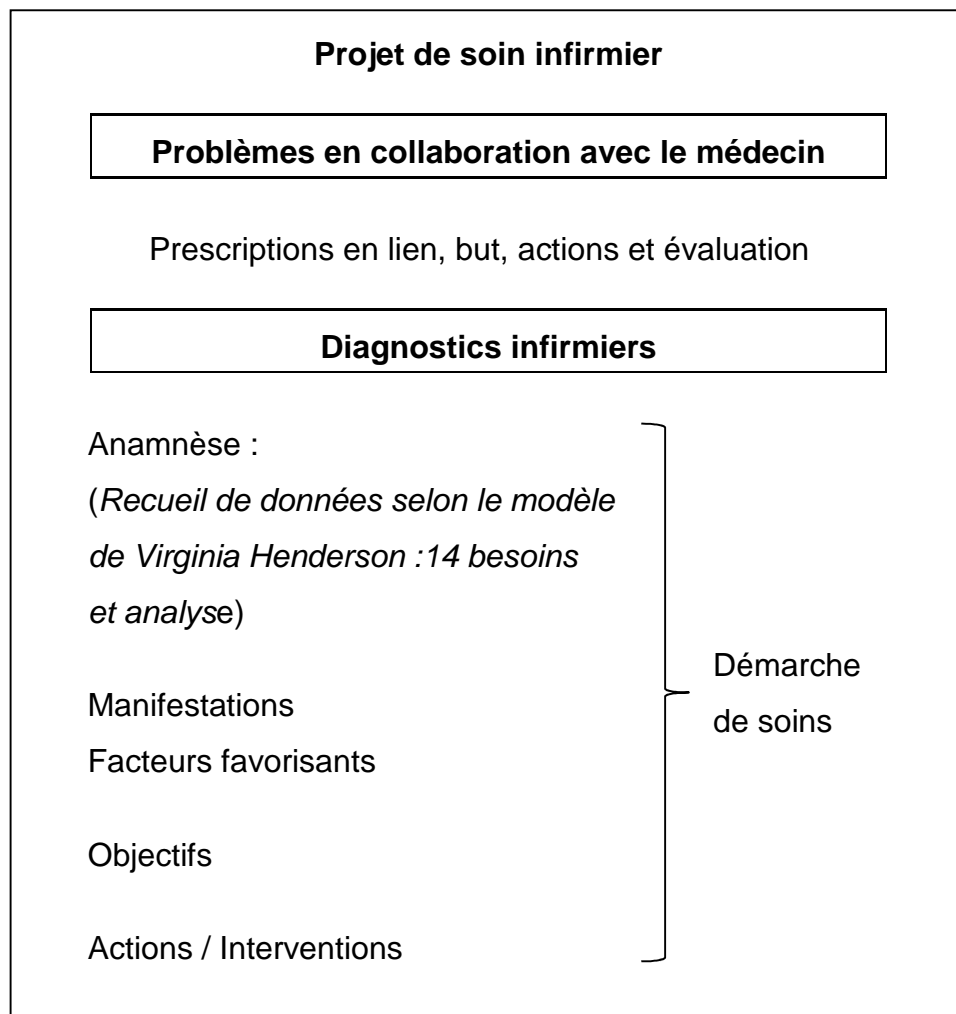 Projet de soin infirmier
Problèmes en collaboration avec le médecin
Prescriptions en lien, but, actions et évaluation
Diagnostics infirmiers
Anamnèse :
(Recueil de données selon le modèle
de Virginia Henderson :14 besoins
et analyse)
Manifestations
Facteurs favorisants
Objectifs
Actions / Interventions
Démarche
de soins